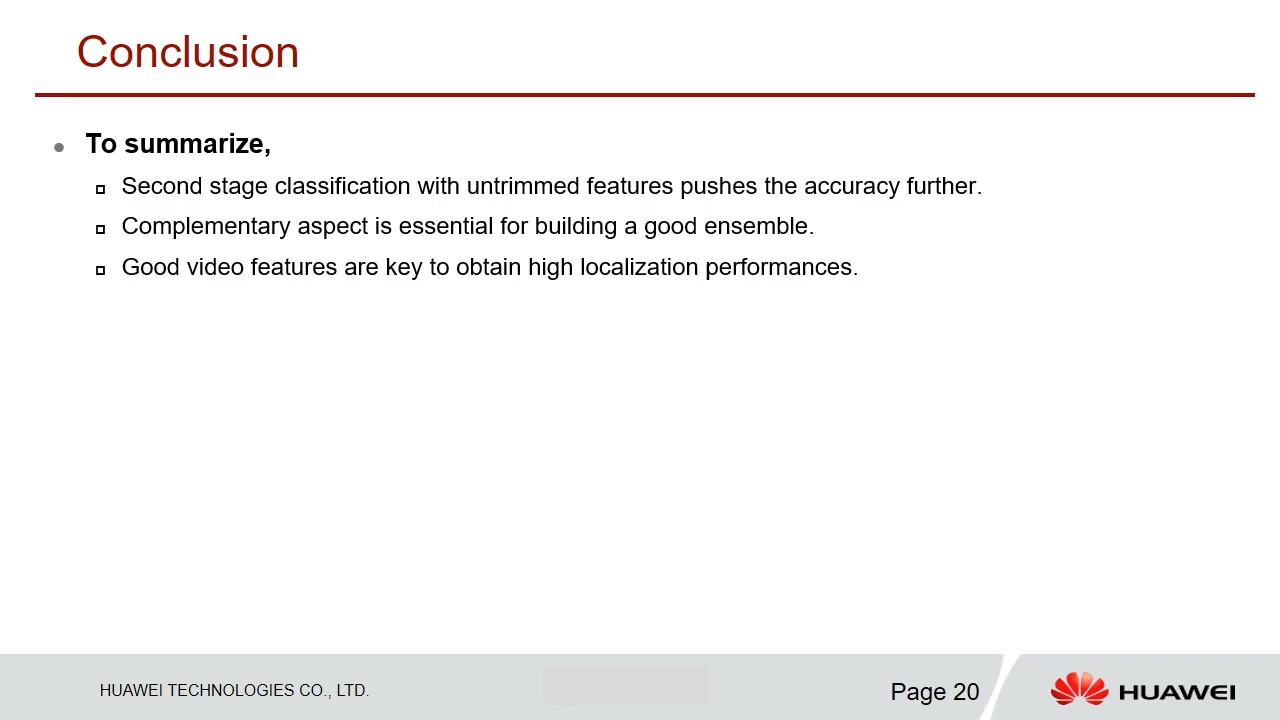 Conclusion
To summarize,
Second stage classification with untrimmed features pushes the accuracy further.
Complementary aspect is essential for building a good ensemble.
Good video features are key to obtain high localization performances.
HUAWEI TECHNOLOGIES CO., LTD.
Page 20
HUAWEI